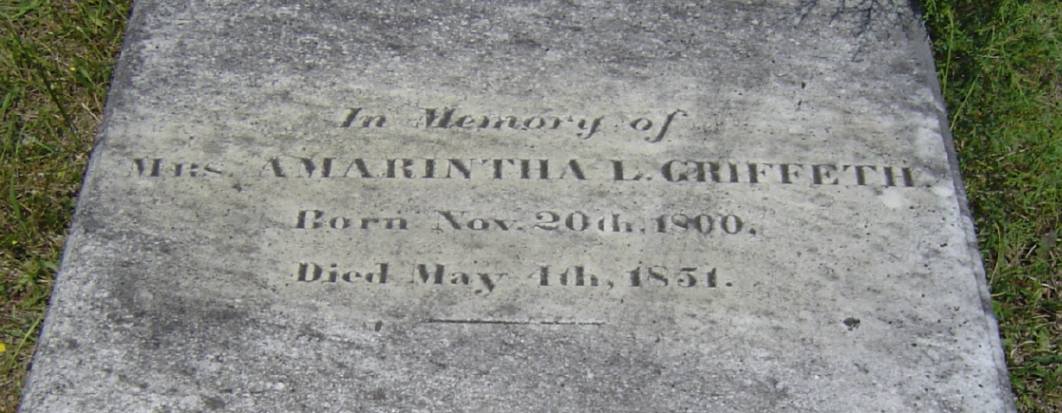 In Memory of
Mrs. AMARINTHA L. GRIFFETH.
Born Nov. 20th, 1800.
Died May 4th, 1851.